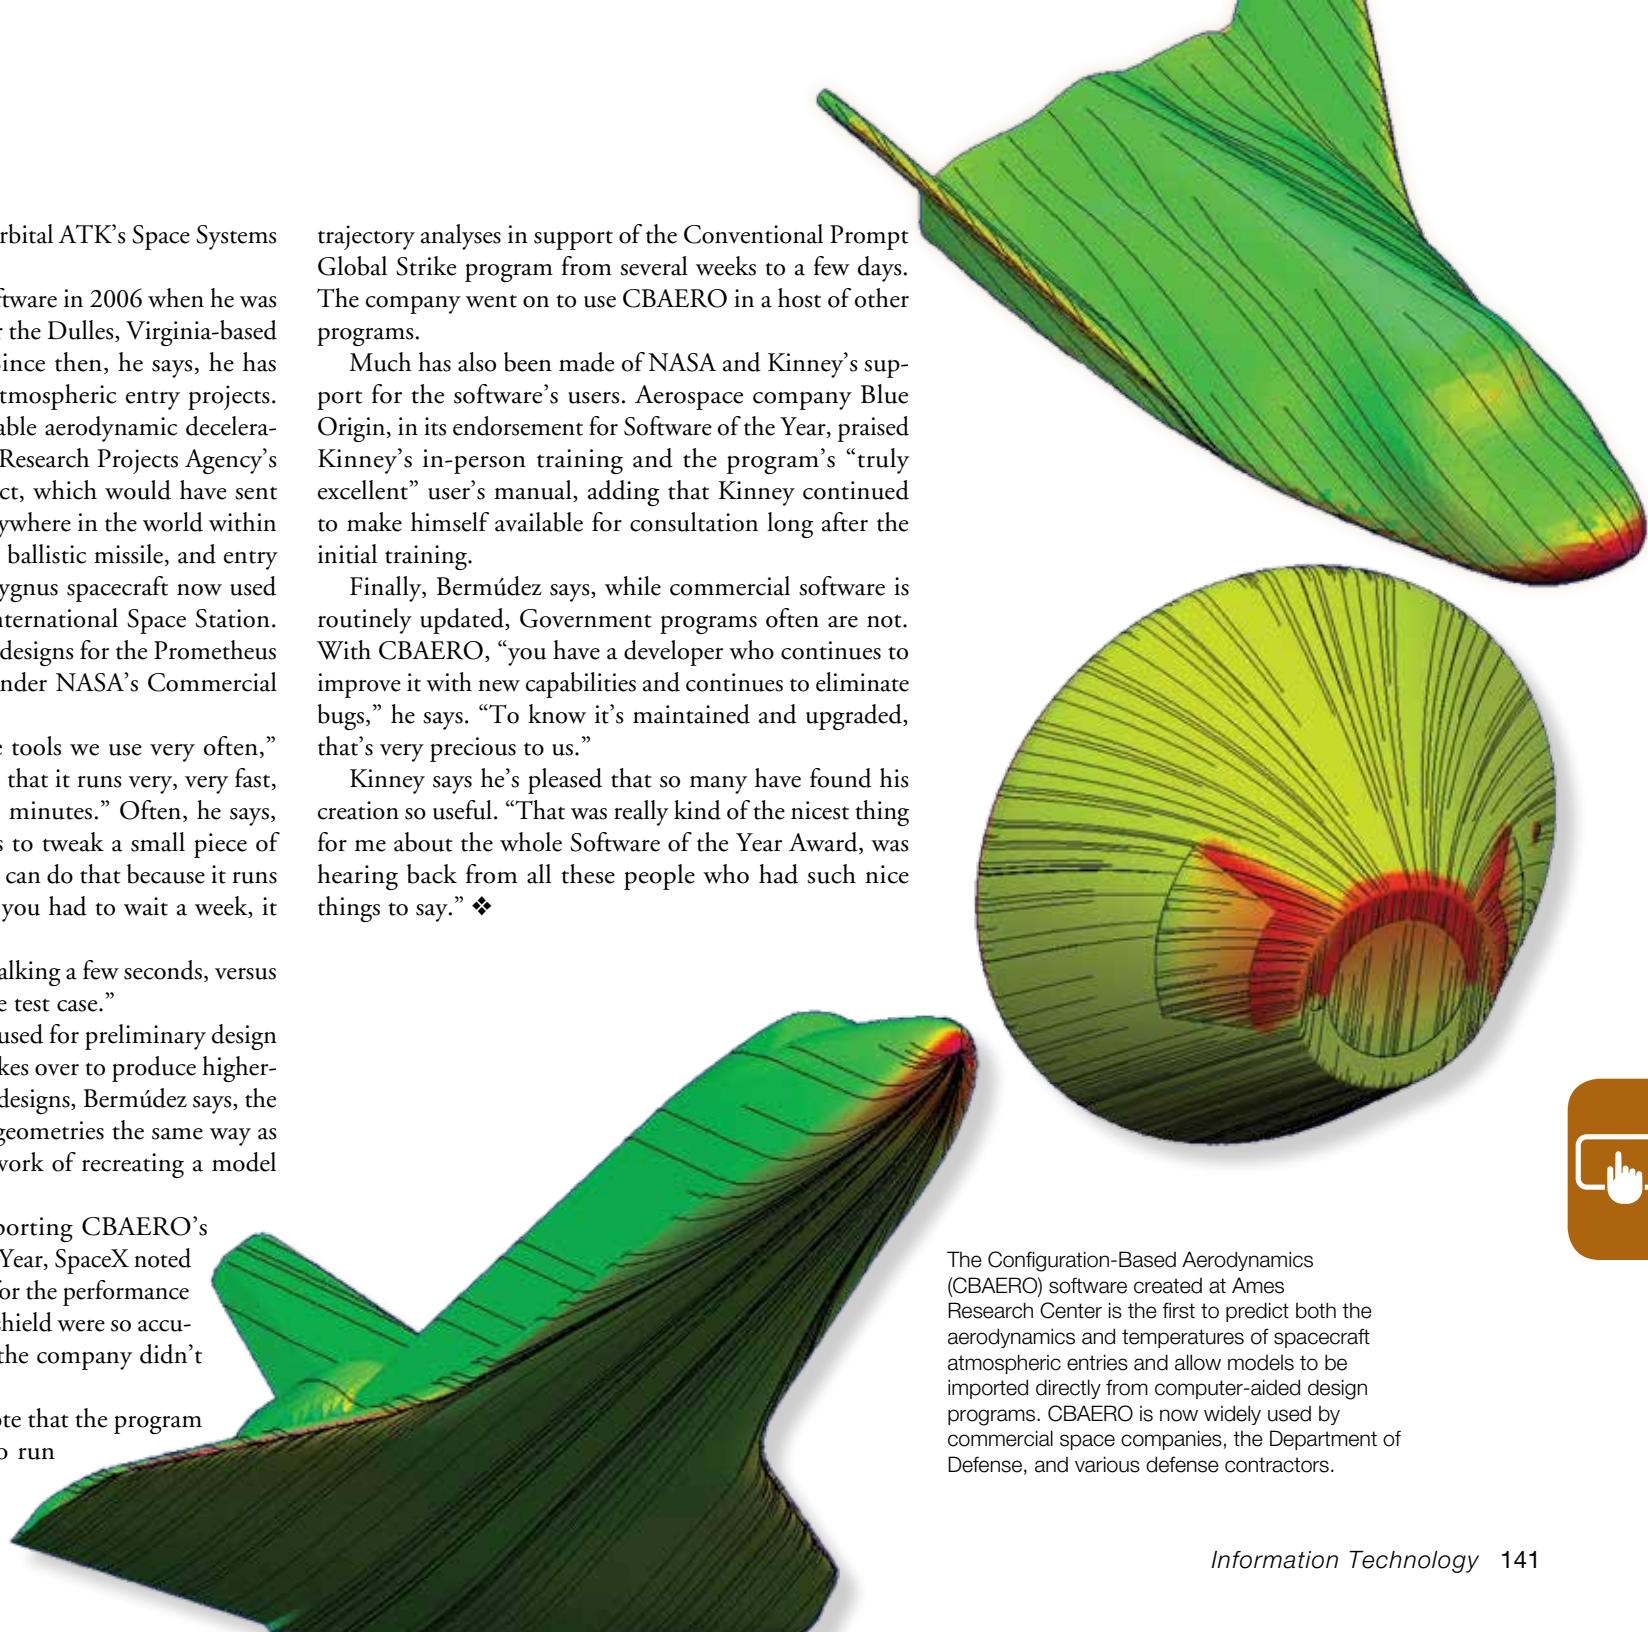 rbital ATK’s Space Systems
ftware in 2006 when he was
r the Dulles, Virginia-based
ince then, he says, he has
tmospheric entry projects.
able aerodynamic decelera-
Research Projects Agency’s
ct, which would have sent
ywhere in the world within
ballistic missile, and entry
ygnus spacecraft now used
nternational Space Station.
designs for the Prometheus
nder NASA’s Commercial
e tools we use very often,”
that it runs very, very fast,
minutes.” Often, he says,
s to tweak a small piece of
can do that because it runs
you had to wait a week, it
alking a few seconds, versus
e test case.”
used for preliminary design
kes over to produce higher-
designs, Bermúdez says, the
geometries the same way as
work of recreating a model
porting CBAERO’s
Year, SpaceX noted
for the performance
shield were so accu-
the company didn’t
ote that the program
o run
trajectory analyses in support of the Conventional Prompt
Global Strike program from several weeks to a few days.
The company went on to use CBAERO in a host of other
programs.
Much has also been made of NASA and Kinney’s sup-
port for the software’s users. Aerospace company Blue
Origin, in its endorsement for Software of the Year, praised
Kinney’s in-person training and the program’s “truly
excellent” user’s manual, adding that Kinney continued
to make himself available for consultation long after the
initial training.
Finally, Bermúdez says, while commercial software is
routinely updated, Government programs often are not.
With CBAERO, “you have a developer who continues to
improve it with new capabilities and continues to eliminate
bugs,” he says. “To know it’s maintained and upgraded,
that’s very precious to us.”
Kinney says he’s pleased that so many have found his
creation so useful. “That was really kind of the nicest thing
for me about the whole Software of the Year Award, was
hearing back from all these people who had such nice
things to say.” ❖
The Configuration-Based Aerodynamics
(CBAERO) software created at Ames
Research Center is the first to predict both the
aerodynamics and temperatures of spacecraft
atmospheric entries and allow models to be
imported directly from computer-aided design
programs. CBAERO is now widely used by
commercial space companies, the Department of
Defense, and various defense contractors.
Information Technology 141